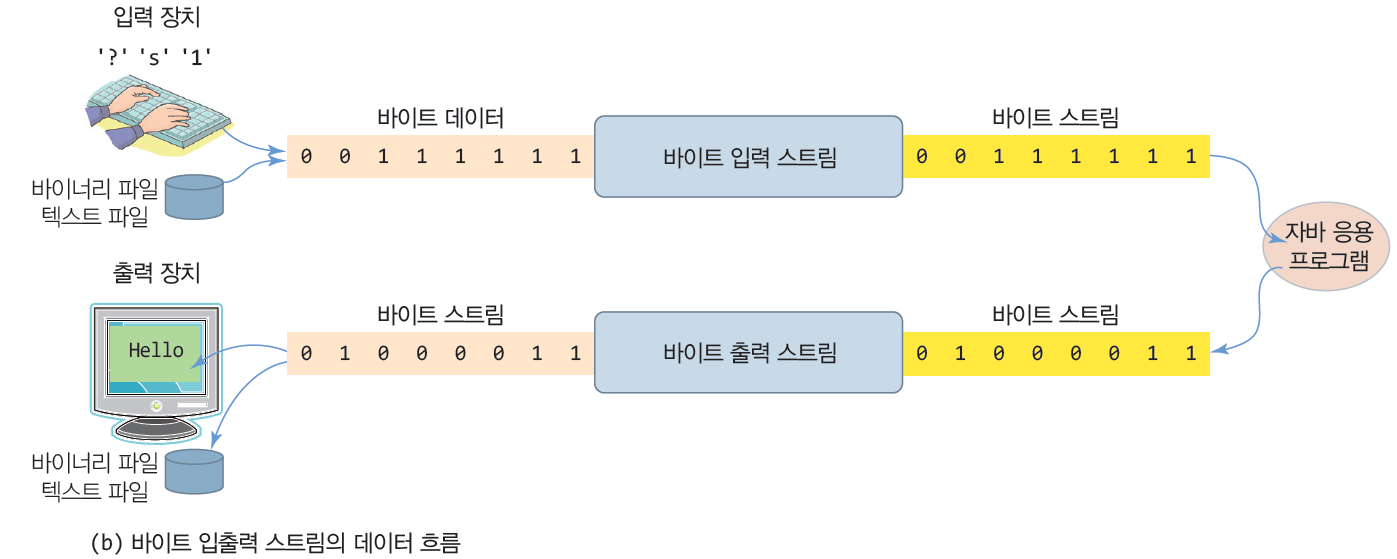 입력 장치
'?' 's' '1'
바이트 데이터
바이트 스트림
0 0 1 1 1 1 1 1
바이트 입력 스트림
0 0 1 1 1 1 1 1
바이너리 파일
텍스트 파일
자바 응용
프로그램
출력 장치
Hello
바이트 스트림
바이트 스트림
0 1 0 0 0 0 1 1
바이트 출력 스트림
0 1 0 0 0 0 1 1
바이너리 파일
텍스트 파일
(b) 바이트 입출력 스트림의 데이터 흐름